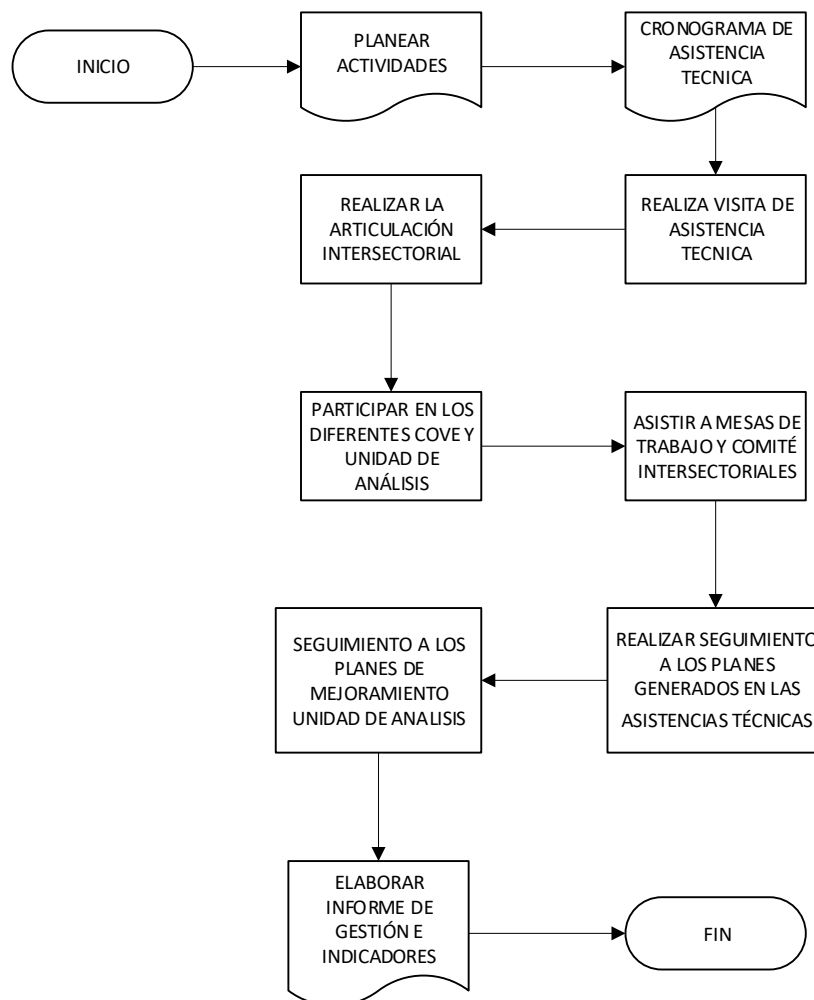 INICIO
PLANEAR
ACTIVIDADES
CRONOGRAMA DE
ASISTENCIA
TECNICA
REALIZA VISITA DE
ASISTENCIA
TECNICA
REALIZAR LA
ARTICULACIÓN
INTERSECTORIAL
PARTICIPAR EN LOS
DIFERENTES COVE Y
UNIDAD DE
ANÁLISIS
ASISTIR A MESAS DE
TRABAJO Y COMITÉ
INTERSECTORIALES
REALIZAR SEGUIMIENTO
A LOS PLANES
GENERADOS EN LAS
ASISTENCIAS TÉCNICAS
SEGUIMIENTO A LOS
PLANES DE
MEJORAMIENTO
UNIDAD DE ANALISIS
ELABORAR
INFORME DE
GESTIÓN E
INDICADORES
FIN